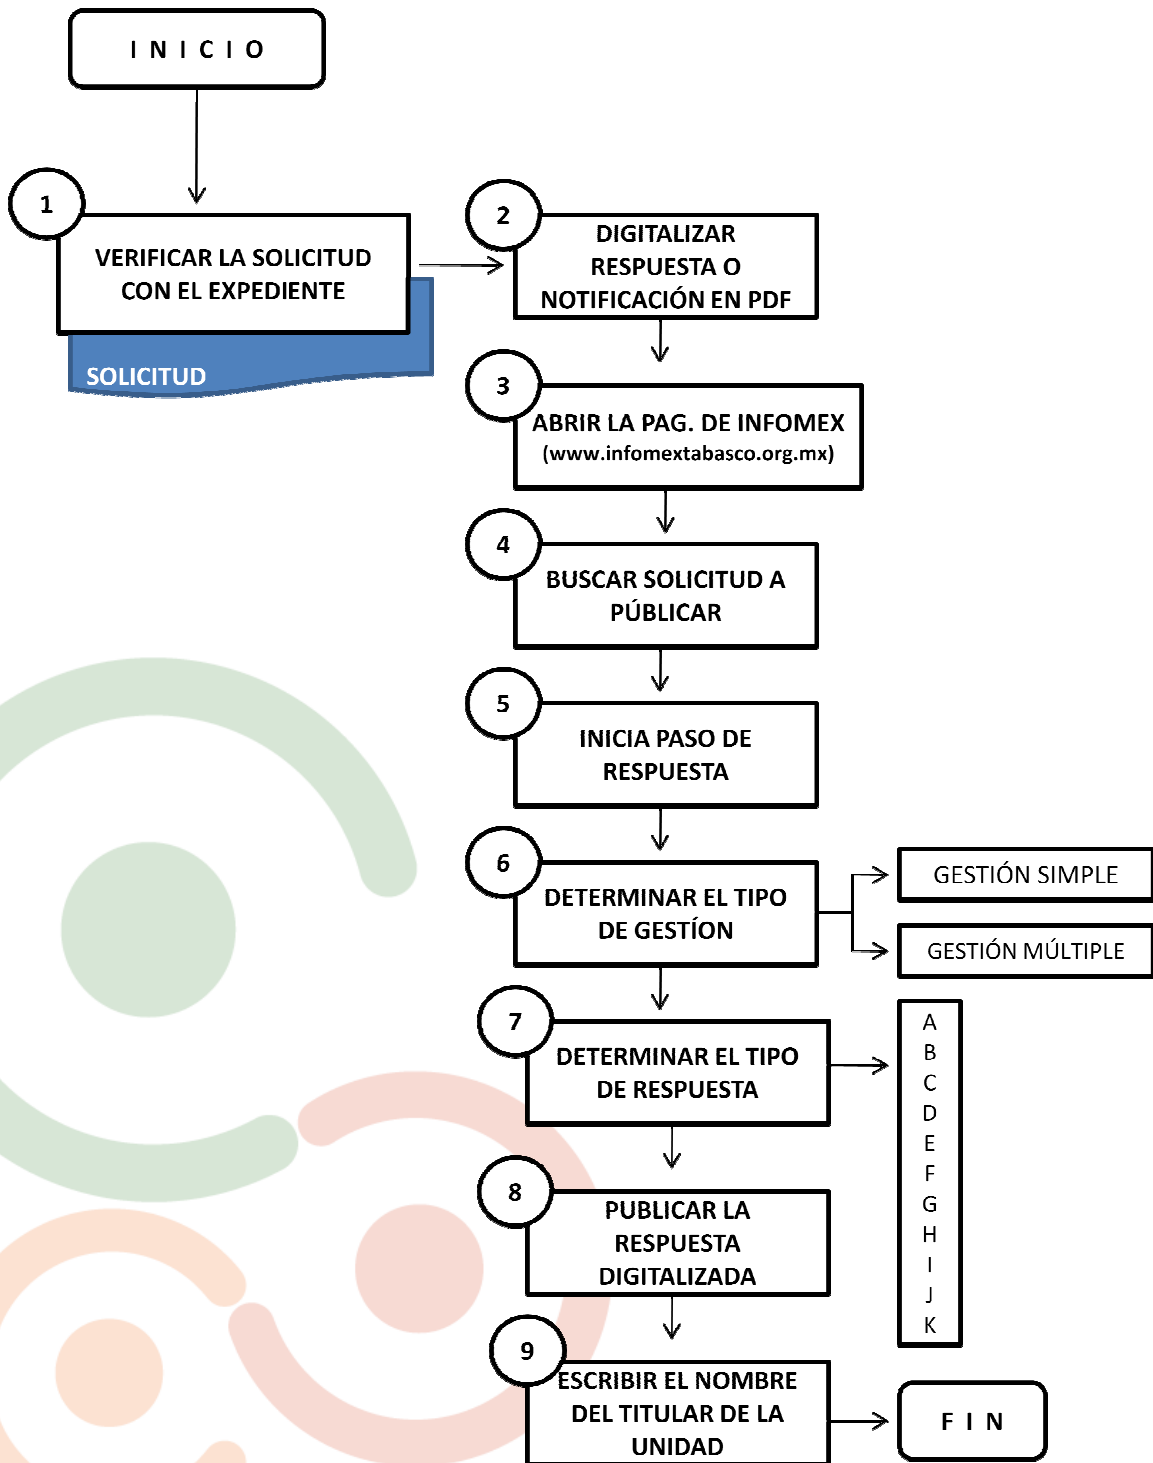 I N I C I O
1
VERIFICAR LA SOLICITUD
CON EL EXPEDIENTE
SOLICITUD
2
DIGITALIZAR
RESPUESTA O
NOTIFICACIÓN EN PDF
3
ABRIR LA PAG. DE INFOMEX
(www.infomextabasco.org.mx)
4
BUSCAR SOLICITUD A
PÚBLICAR
5
INICIA PASO DE
RESPUESTA
6
DETERMINAR EL TIPO
DE GESTÍON
GESTIÓN SIMPLE
GESTIÓN MÚLTIPLE
7
DETERMINAR EL TIPO
DE RESPUESTA
A
B
C
D
E
F
G
H
I
J
K
8
PUBLICAR LA
RESPUESTA
DIGITALIZADA
9
ESCRIBIR EL NOMBRE
DEL TITULAR DE LA
UNIDAD
F I N